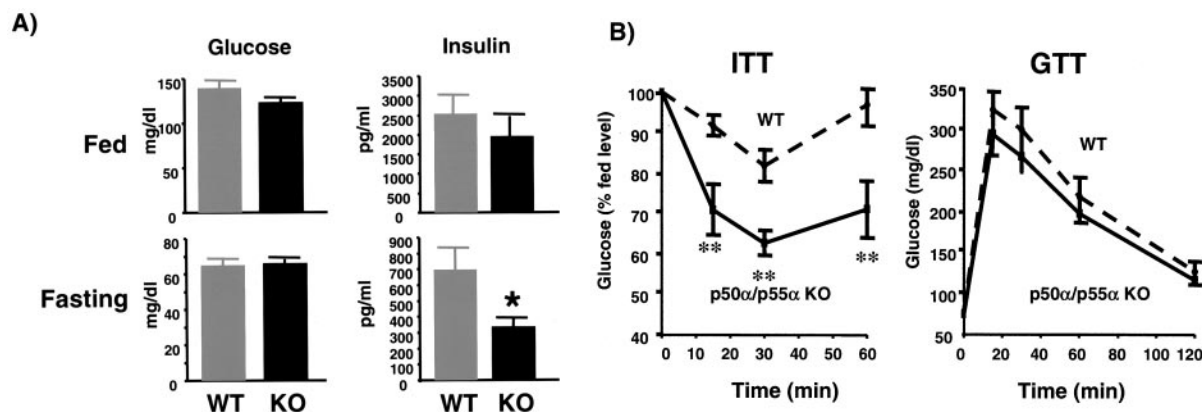 A)
Glucose
Insulin
Fed
mg/dl
150
100
50
0
pg/ml
3500
3000
2500
2000
1500
1000
500
0
Fasting
mg/dl
80
60
40
20
0
pg/ml
900
800
700
600
500
400
300
200
100
0
*
WT KO
WT KO
B)
ITT
Glucose (% fed level)
100
90
80
70
60
50
40
WT
**
**
**
p50α/p55α KO
0 10 20 30 40 50 60
Time (min)
GTT
Glucose (mg/dl)
350
300
250
200
150
100
50
WT
p50α/p55α KO
0 20 40 60 80 100 120
Time (min)